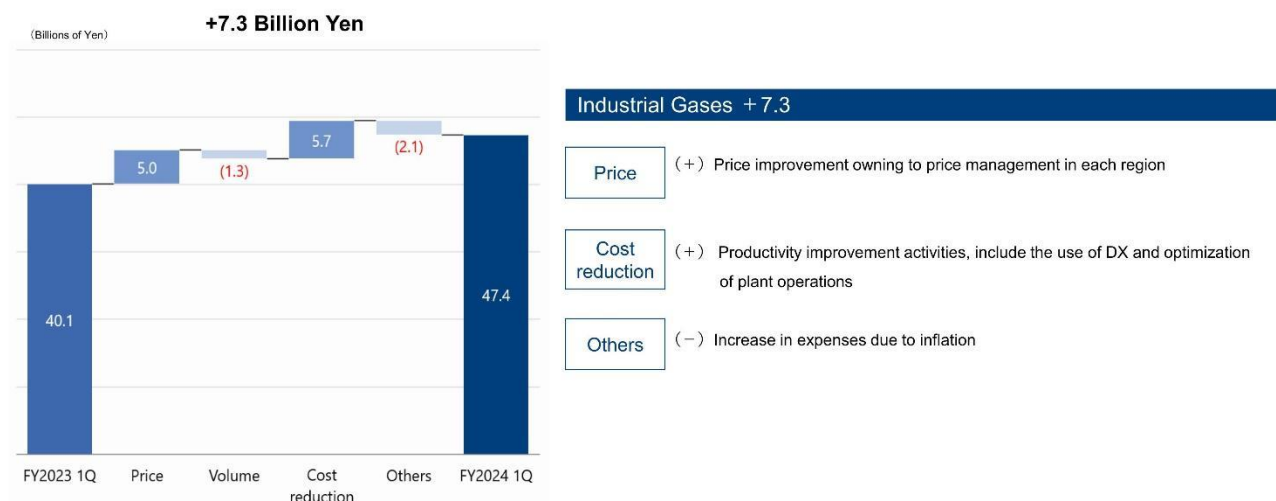 +7.3 Billion Yen
（Billions of Yen）
5.0
(1.3)
5.7
(2.1)
40.1
47.4
FY2023 1Q
Price
Volume
Cost
reduction
Others
FY2024 1Q
Industrial Gases ＋7.3
Price
（＋） Price improvement owning to price management in each region
Cost
reduction
（＋） Productivity improvement activities, include the use of DX and optimization
of plant operations
Others
（－） Increase in expenses due to inflation